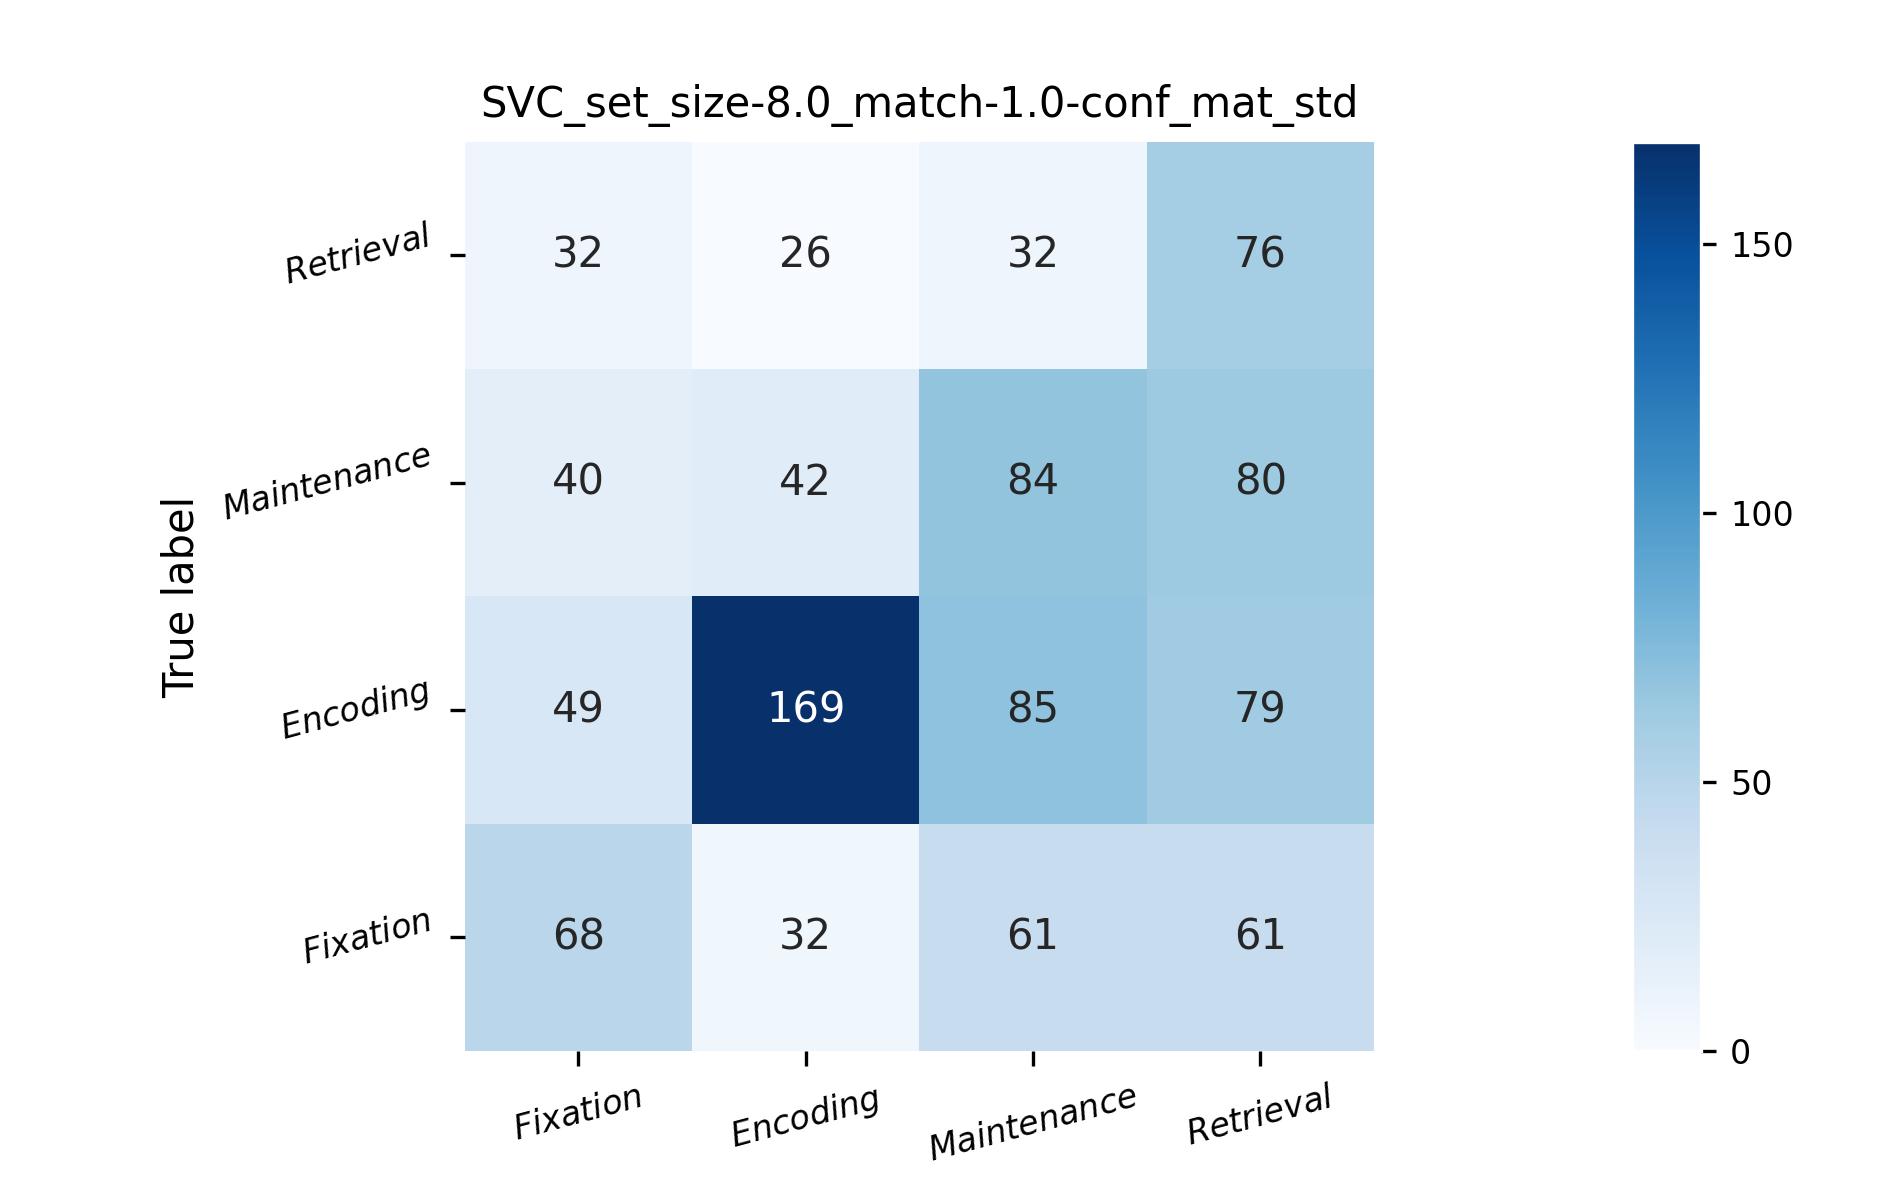 SVC_set_size-8.0_match-1.0-conf_mat_std
Retrieval
32 26 32 76
Maintenance
40 42 84 80
Encoding
49 169 85 79
Fixation
68 32 61 61
True label
Fixation Encoding Maintenance Retrieval
150
100
50
0